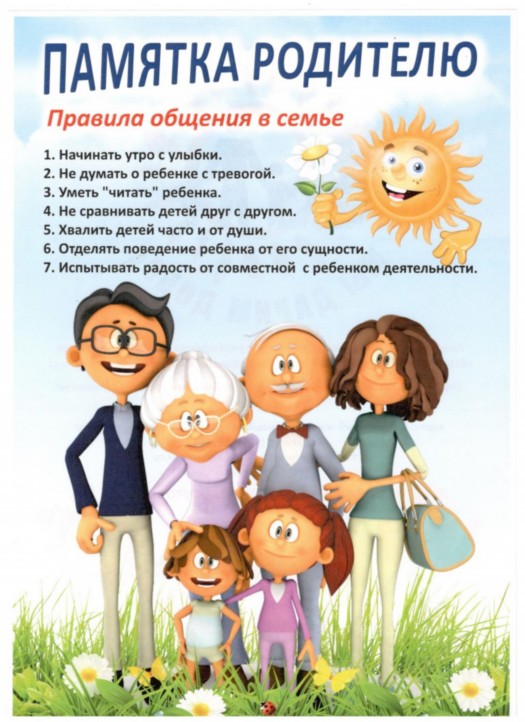 ПАМЯТКА РОДИТЕЛЮ
Правила общения в семье
1. Начинать утро с улыбки.
2. Не думать о ребенке с тревогой.
3. Уметь "читать" ребенка.
4. Не сравнивать детей друг с другом.
5. Хвалить детей часто и от души.
6. Отделять поведение ребенка от его сущности.
7. Испытывать радость от совместной с ребенком деятельности.